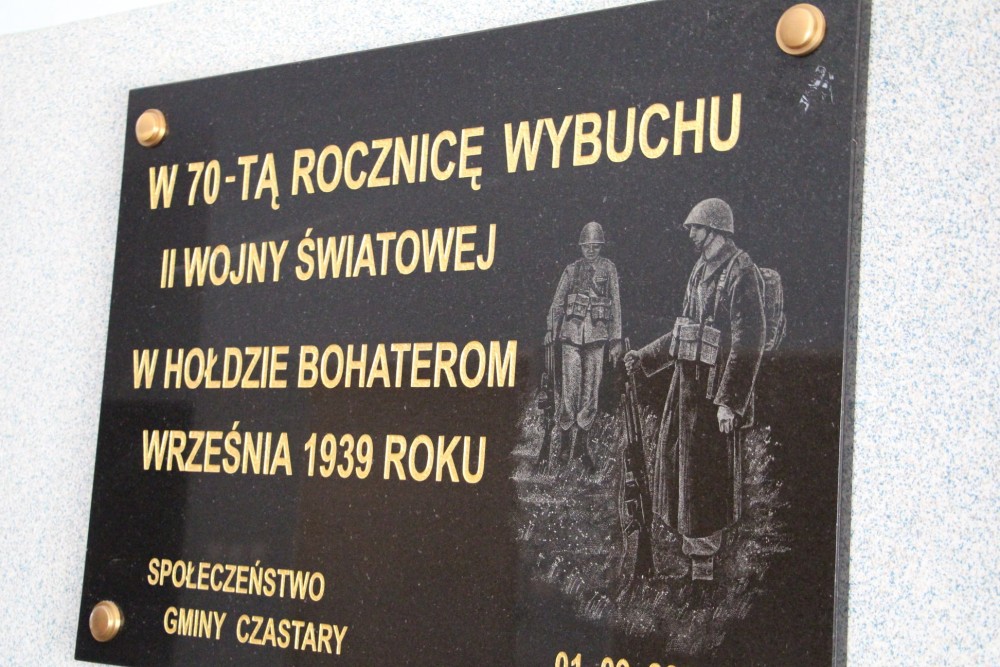 W 70-TĄ ROCZNICĘ WYBUCHU
II WOJNY ŚWIATOWEJ
W HOŁDZIE BOHATEROM
WRZEŚNIA 1939 ROKU
SPOŁECZEŃSTWO
GMINY CZASTARY